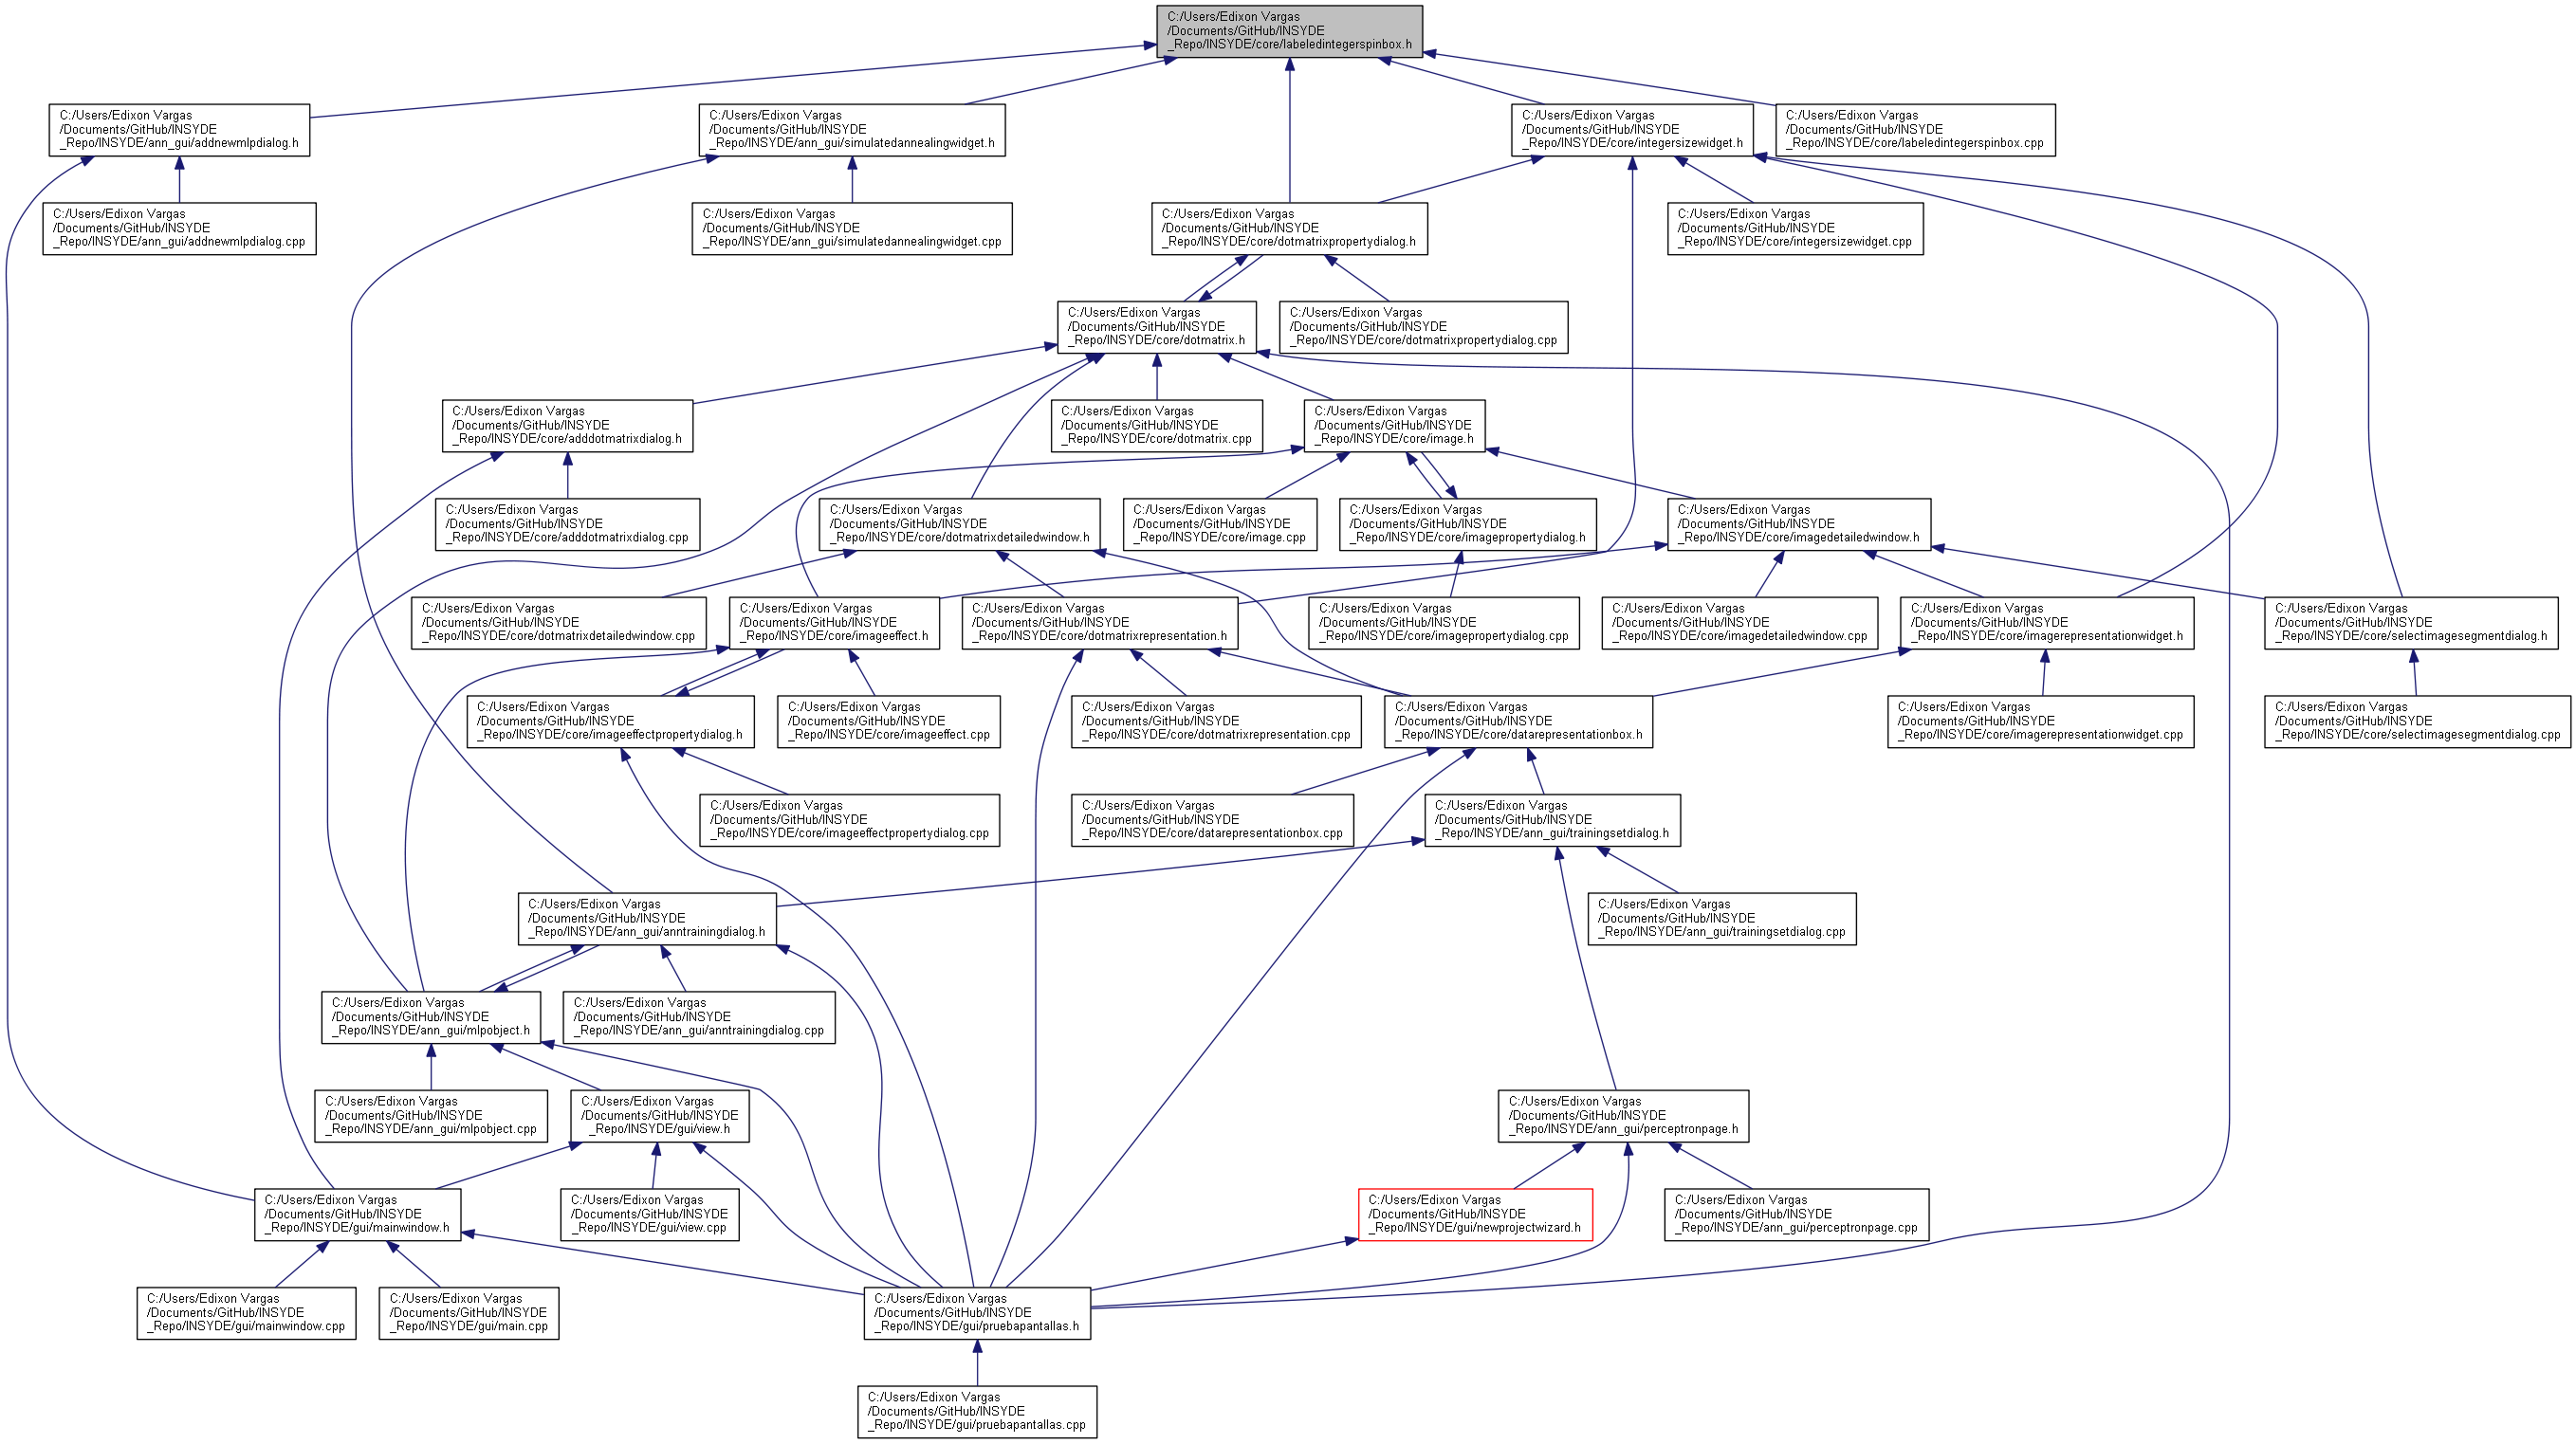 C:/Users/Edixon Vargas
/Documents/GitHub/INSYDE
_Repo/INSYDE/core/labeledintegerspinbox.h
C:/Users/Edixon Vargas
/Documents/GitHub/INSYDE
_Repo/INSYDE/ann_gui/addnewmlpdialog.h
C:/Users/Edixon Vargas
/Documents/GitHub/INSYDE
_Repo/INSYDE/ann_gui/simulatedannealingwidget.h
C:/Users/Edixon Vargas
/Documents/GitHub/INSYDE
_Repo/INSYDE/core/integersizewidget.h
C:/Users/Edixon Vargas
/Documents/GitHub/INSYDE
_Repo/INSYDE/core/labeledintegerspinbox.cpp
C:/Users/Edixon Vargas
/Documents/GitHub/INSYDE
_Repo/INSYDE/ann_gui/addnewmlpdialog.cpp
C:/Users/Edixon Vargas
/Documents/GitHub/INSYDE
_Repo/INSYDE/ann_gui/simulatedannealingwidget.cpp
C:/Users/Edixon Vargas
/Documents/GitHub/INSYDE
_Repo/INSYDE/core/dotmatrixpropertydialog.h
C:/Users/Edixon Vargas
/Documents/GitHub/INSYDE
_Repo/INSYDE/core/integersizewidget.cpp
C:/Users/Edixon Vargas
/Documents/GitHub/INSYDE
_Repo/INSYDE/core/dotmatrix.h
C:/Users/Edixon Vargas
/Documents/GitHub/INSYDE
_Repo/INSYDE/core/dotmatrixpropertydialog.cpp
C:/Users/Edixon Vargas
/Documents/GitHub/INSYDE
_Repo/INSYDE/core/adddotmatrixdialog.h
C:/Users/Edixon Vargas
/Documents/GitHub/INSYDE
_Repo/INSYDE/core/dotmatrix.cpp
C:/Users/Edixon Vargas
/Documents/GitHub/INSYDE
_Repo/INSYDE/core/image.h
C:/Users/Edixon Vargas
/Documents/GitHub/INSYDE
_Repo/INSYDE/core/adddotmatrixdialog.cpp
C:/Users/Edixon Vargas
/Documents/GitHub/INSYDE
_Repo/INSYDE/core/dotmatrixdetailedwindow.h
C:/Users/Edixon Vargas
/Documents/GitHub/INSYDE
_Repo/INSYDE/core/image.cpp
C:/Users/Edixon Vargas
/Documents/GitHub/INSYDE
_Repo/INSYDE/core/imagepropertydialog.h
C:/Users/Edixon Vargas
/Documents/GitHub/INSYDE
_Repo/INSYDE/core/imagedetailedwindow.h
C:/Users/Edixon Vargas
/Documents/GitHub/INSYDE
_Repo/INSYDE/core/dotmatrixdetailedwindow.cpp
C:/Users/Edixon Vargas
/Documents/GitHub/INSYDE
_Repo/INSYDE/core/imageeffect.h
C:/Users/Edixon Vargas
/Documents/GitHub/INSYDE
_Repo/INSYDE/core/dotmatrixrepresentation.h
C:/Users/Edixon Vargas
/Documents/GitHub/INSYDE
_Repo/INSYDE/core/imagepropertydialog.cpp
C:/Users/Edixon Vargas
/Documents/GitHub/INSYDE
_Repo/INSYDE/core/imagedetailedwindow.cpp
C:/Users/Edixon Vargas
/Documents/GitHub/INSYDE
_Repo/INSYDE/core/imagerepresentationwidget.h
C:/Users/Edixon Vargas
/Documents/GitHub/INSYDE
_Repo/INSYDE/core/selectimagesegmentdialog.h
C:/Users/Edixon Vargas
/Documents/GitHub/INSYDE
_Repo/INSYDE/core/imageeffectpropertydialog.h
C:/Users/Edixon Vargas
/Documents/GitHub/INSYDE
_Repo/INSYDE/core/imageeffect.cpp
C:/Users/Edixon Vargas
/Documents/GitHub/INSYDE
_Repo/INSYDE/core/dotmatrixrepresentation.cpp
C:/Users/Edixon Vargas
/Documents/GitHub/INSYDE
_Repo/INSYDE/core/datarepresentationbox.h
C:/Users/Edixon Vargas
/Documents/GitHub/INSYDE
_Repo/INSYDE/core/imagerepresentationwidget.cpp
C:/Users/Edixon Vargas
/Documents/GitHub/INSYDE
_Repo/INSYDE/core/selectimagesegmentdialog.cpp
C:/Users/Edixon Vargas
/Documents/GitHub/INSYDE
_Repo/INSYDE/core/imageeffectpropertydialog.cpp
C:/Users/Edixon Vargas
/Documents/GitHub/INSYDE
_Repo/INSYDE/core/datarepresentationbox.cpp
C:/Users/Edixon Vargas
/Documents/GitHub/INSYDE
_Repo/INSYDE/ann_gui/trainingsetdialog.h
C:/Users/Edixon Vargas
/Documents/GitHub/INSYDE
_Repo/INSYDE/ann_gui/anntrainingdialog.h
C:/Users/Edixon Vargas
/Documents/GitHub/INSYDE
_Repo/INSYDE/ann_gui/trainingsetdialog.cpp
C:/Users/Edixon Vargas
/Documents/GitHub/INSYDE
_Repo/INSYDE/ann_gui/mlpobject.h
C:/Users/Edixon Vargas
/Documents/GitHub/INSYDE
_Repo/INSYDE/ann_gui/anntrainingdialog.cpp
C:/Users/Edixon Vargas
/Documents/GitHub/INSYDE
_Repo/INSYDE/ann_gui/mlpobject.cpp
C:/Users/Edixon Vargas
/Documents/GitHub/INSYDE
_Repo/INSYDE/gui/view.h
C:/Users/Edixon Vargas
/Documents/GitHub/INSYDE
_Repo/INSYDE/ann_gui/perceptronpage.h
C:/Users/Edixon Vargas
/Documents/GitHub/INSYDE
_Repo/INSYDE/gui/mainwindow.h
C:/Users/Edixon Vargas
/Documents/GitHub/INSYDE
_Repo/INSYDE/gui/view.cpp
C:/Users/Edixon Vargas
/Documents/GitHub/INSYDE
_Repo/INSYDE/gui/newprojectwizard.h
C:/Users/Edixon Vargas
/Documents/GitHub/INSYDE
_Repo/INSYDE/ann_gui/perceptronpage.cpp
C:/Users/Edixon Vargas
/Documents/GitHub/INSYDE
_Repo/INSYDE/gui/mainwindow.cpp
C:/Users/Edixon Vargas
/Documents/GitHub/INSYDE
_Repo/INSYDE/gui/main.cpp
C:/Users/Edixon Vargas
/Documents/GitHub/INSYDE
_Repo/INSYDE/gui/pruebapantallas.h
C:/Users/Edixon Vargas
/Documents/GitHub/INSYDE
_Repo/INSYDE/gui/pruebapantallas.cpp